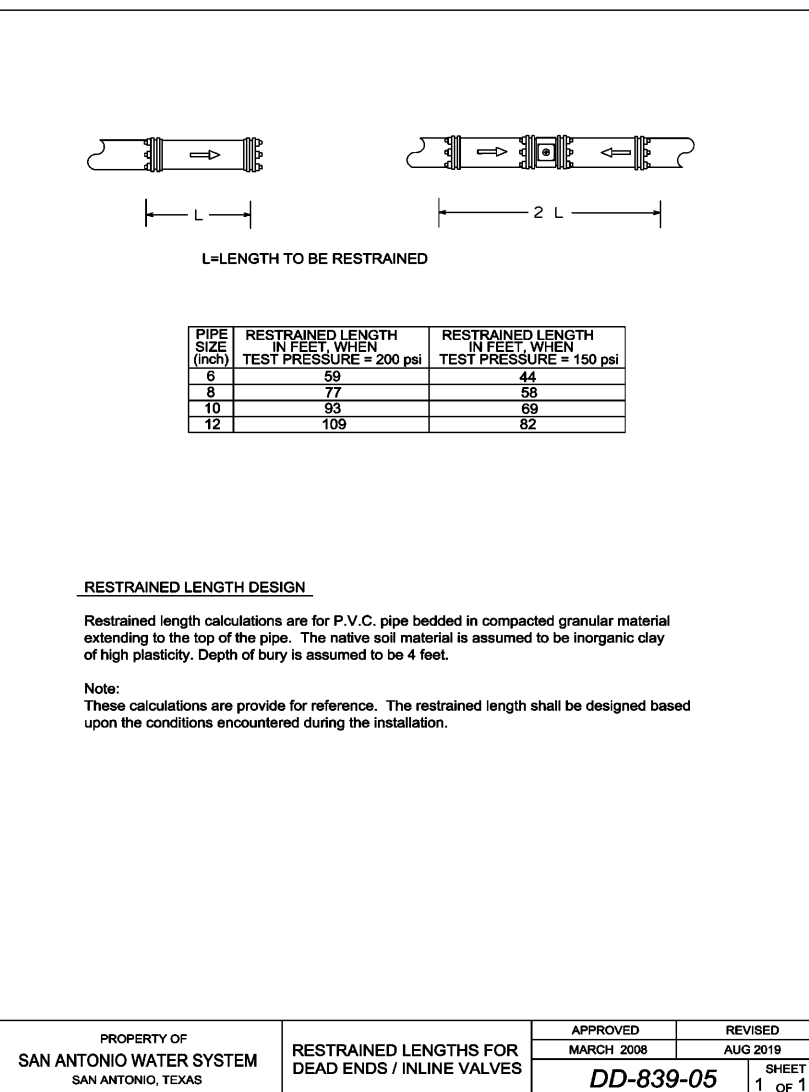 L
2 L
L=LENGTH TO BE RESTRAINED
PIPE SIZE (inch) RESTRAINED LENGTH IN FEET, WHEN TEST PRESSURE = 200 psi RESTRAINED LENGTH IN FEET, WHEN TEST PRESSURE = 150 psi
6 59 44
8 77 58
10 93 69
12 109 82
RESTRAINED LENGTH DESIGN
Restrained length calculations are for P.V.C. pipe bedded in compacted granular material
extending to the top of the pipe. The native soil material is assumed to be inorganic clay
of high plasticity. Depth of bury is assumed to be 4 feet.
Note:
These calculations are provide for reference. The restrained length shall be designed based
upon the conditions encountered during the installation.
PROPERTY OF
SAN ANTONIO WATER SYSTEM
SAN ANTONIO, TEXAS
RESTRAINED LENGTHS FOR
DEAD ENDS / INLINE VALVES
APPROVED REVISED
MARCH 2008 AUG 2019
DD-839-05
SHEET
1 OF 1